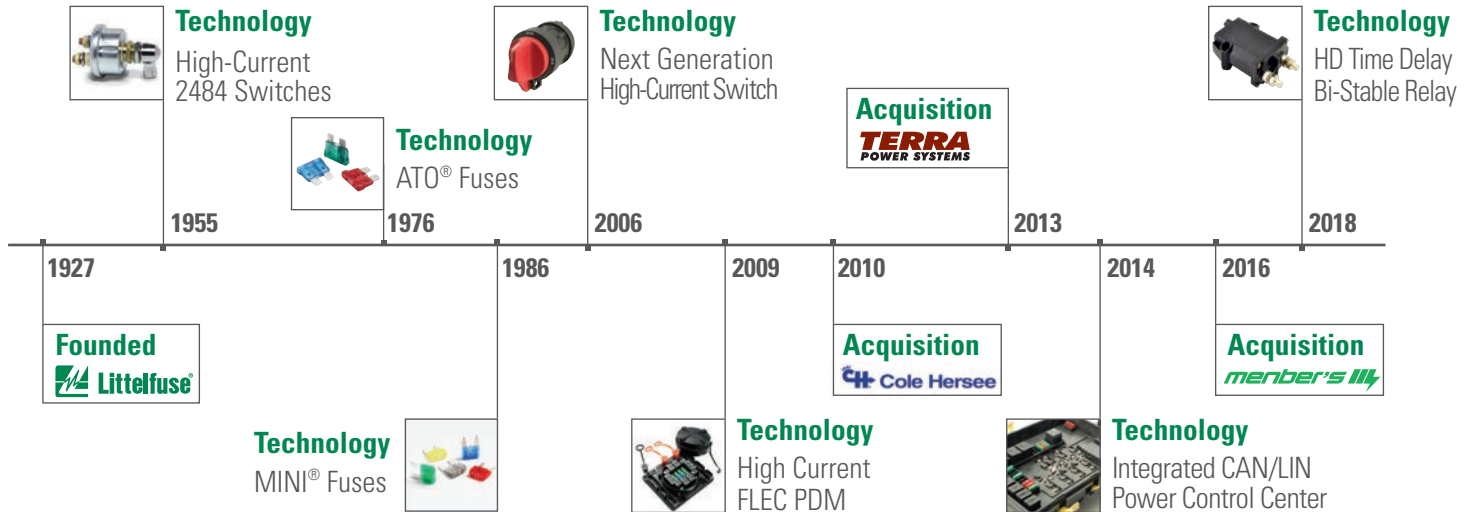 Technology
High-Current
2484 Switches
Technology
ATO® Fuses
Technology
Next Generation
High-Current Switch
Acquisition
TERRA
POWER SYSTEMS
Technology
HD Time Delay
Bi-Stable Relay
1955
1976
2006
2013
2018
1927
1986
2009
2010
2014
2016
Founded
Littelfuse®
Acquisition
CH Cole Hersee
Acquisition
menber's
Technology
MINI® Fuses
Technology
High Current
FLEC PDM
Technology
Integrated CAN/LIN
Power Control Center